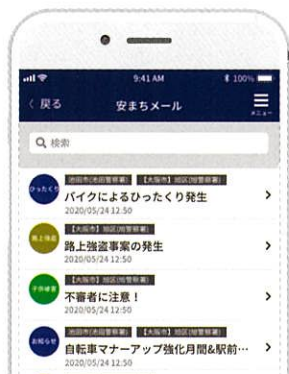 9:41 AM
100%
戻る
安まちメール
メニュー
検索
ひったくり
池田市(池田警察署) 【大阪市】旭区(旭警察署)
バイクによるひったくり発生
2020/05/24 12:50
路上強盗
【大阪市】旭区(旭警察署)
路上強盗事案の発生
2020/05/24 12:50
子供被害
【大阪市】旭区(旭警察署)
不審者に注意!
2020/05/24 12:50
お知らせ
池田市(池田警察署) 【大阪市】旭区(旭警察署)
自転車マナーアップ強化月間&駅前…
2020/05/24 12:50